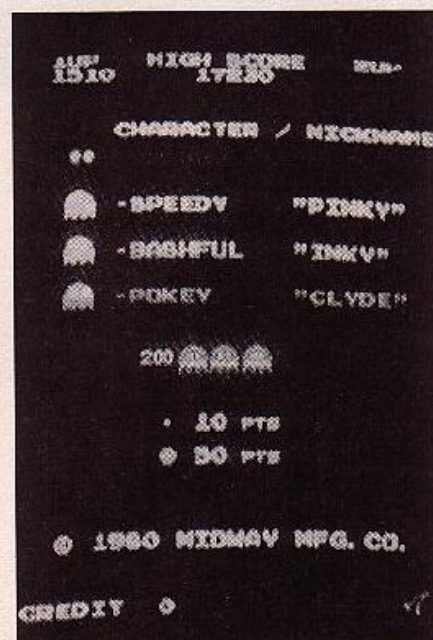 1UP HIGH SCORE 2UP
1510 17230
CHARACTER / NICKNAME
-SPEEDY "PINKY"
-BASHFUL "INKY"
-POKEY "CLYDE"
200
10 PTS
50 PTS
© 1980 MIDWAY MFG. CO.
CREDIT 0